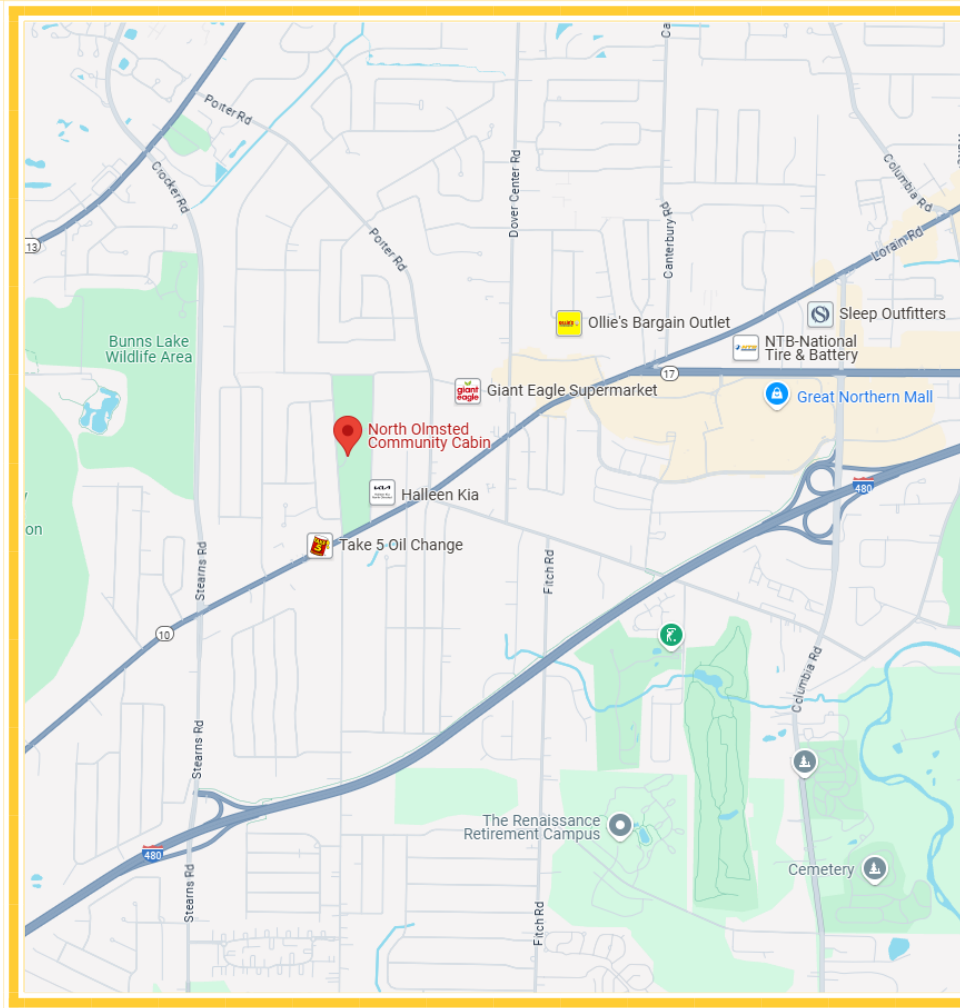 Ca
Porter Rd
Crocker Rd
Dover Center Rd
Columbia Rd
13
Porter Rd
Canterbury Rd
Lorain Rd
Sleep Outfitters
Ollie's Bargain Outlet
Bunns Lake
Wildlife Area
NTB-National
Tire & Battery
17
giant
eagle
Giant Eagle Supermarket
Great Northern Mall
North Olmsted
Community Cabin
480
Halleen Kia
on
Take 5 Oil Change
Stearns Rd
Fitch Rd
10
Columbia Rd
Stearns Rd
The Renaissance
Retirement Campus
480
Cemetery
Stearns Rd
Fitch Rd